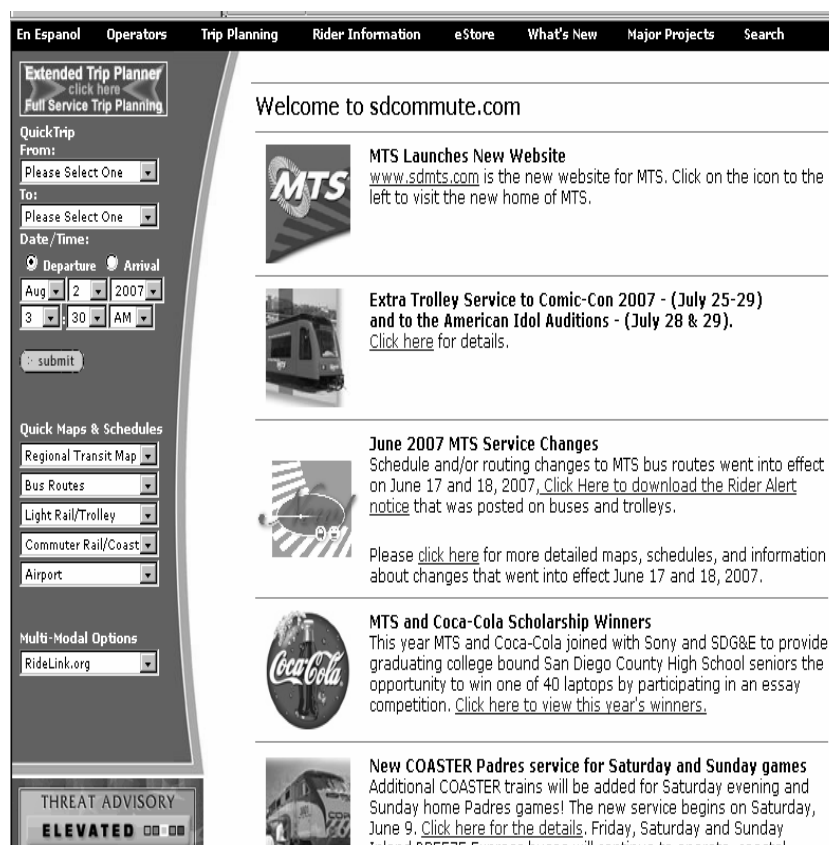 En Espanol Operators Trip Planning Rider Information eStore What's New Major Projects Search
Extended Trip Planner
click here
Full Service Trip Planning
QuickTrip
From:
Please Select One
To:
Please Select One
Date/Time:
Departure Arrival
Aug 2 2007
3 : 30 AM
submit
Quick Maps & Schedules
Regional Transit Map
Bus Routes
Light Rail/Trolley
Commuter Rail/Coast
Airport
Multi-Modal Options
RideLink.org
THREAT ADVISORY
ELEVATED
Welcome to sdcommute.com
MTS
MTS Launches New Website
www.sdmts.com is the new website for MTS. Click on the icon to the
left to visit the new home of MTS.
Extra Trolley Service to Comic-Con 2007 - (July 25-29)
and to the American Idol Auditions - (July 28 & 29).
Click here for details.
New!
June 2007 MTS Service Changes
Schedule and/or routing changes to MTS bus routes went into effect
on June 17 and 18, 2007, Click Here to download the Rider Alert
notice that was posted on buses and trolleys.
Please click here for more detailed maps, schedules, and information
about changes that went into effect June 17 and 18, 2007.
Coca-Cola
MTS and Coca-Cola Scholarship Winners
This year MTS and Coca-Cola joined with Sony and SDG&E to provide
graduating college bound San Diego County High School seniors the
opportunity to win one of 40 laptops by participating in an essay
competition. Click here to view this year's winners.
New COASTER Padres service for Saturday and Sunday games
Additional COASTER trains will be added for Saturday evening and
Sunday home Padres games! The new service begins on Saturday,
June 9. Click here for the details. Friday, Saturday and Sunday